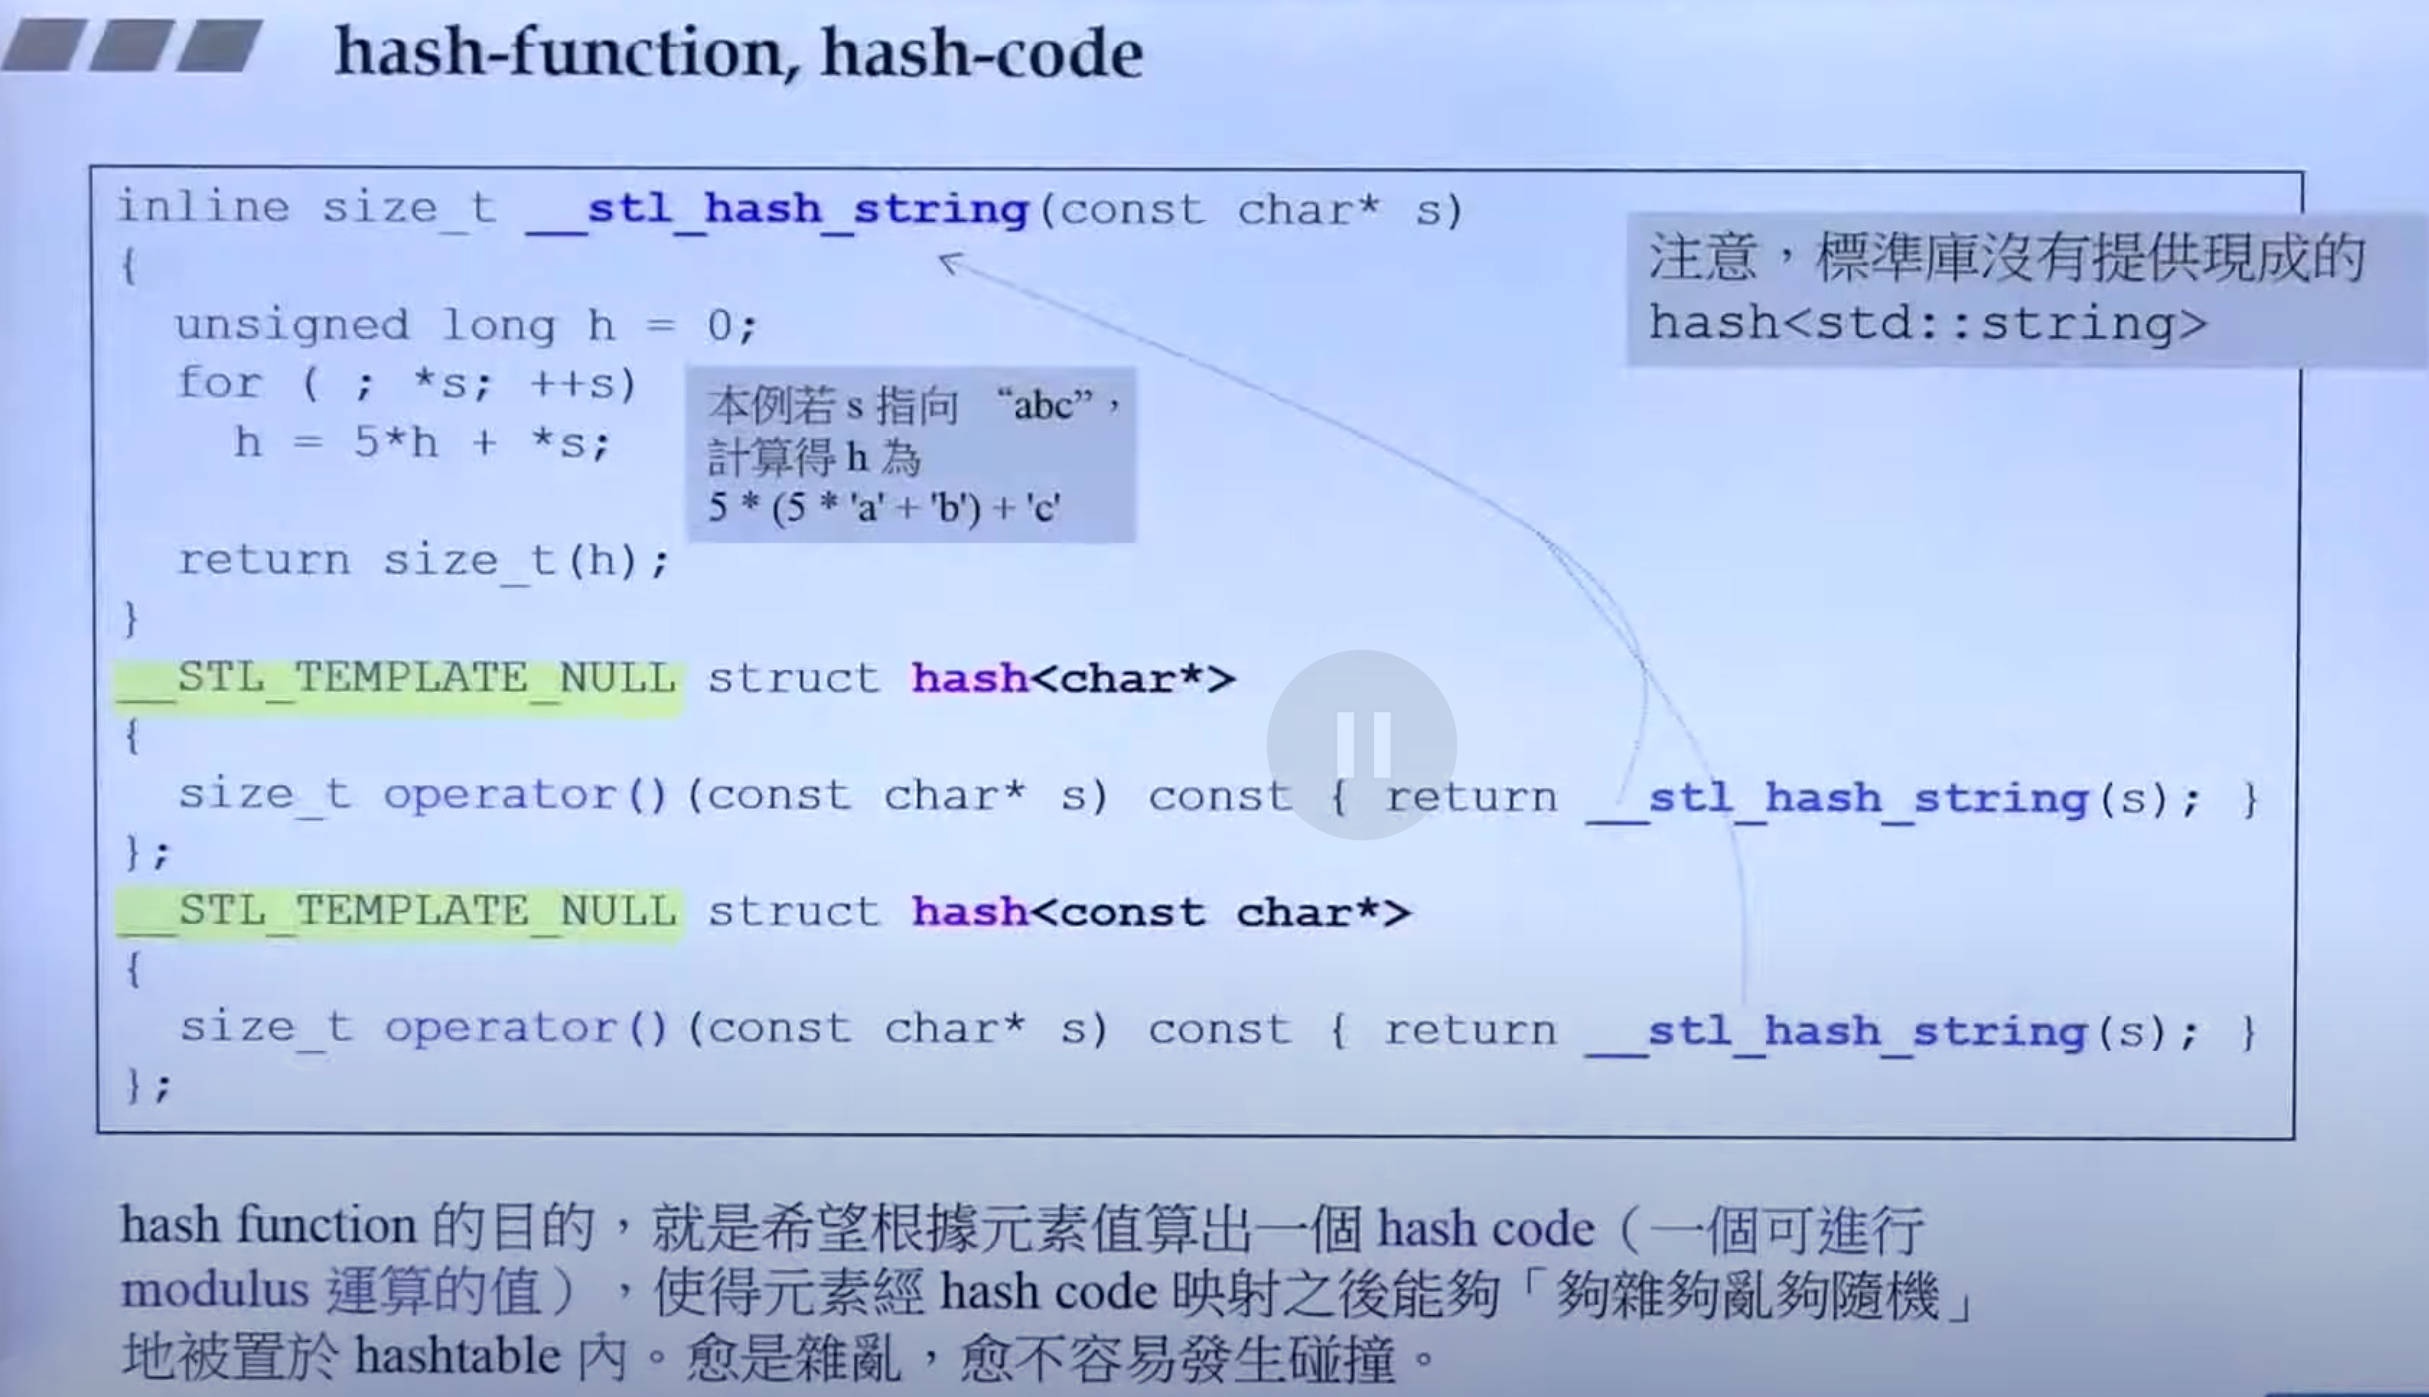 hash-function, hash-code
inline size_t __stl_hash_string(const char* s)
{
注意，標準庫沒有提供現成的
hash<std::string>
unsigned long h = 0;
for ( ; *s; ++s)
h = 5*h + *s;
本例若 s 指向 “abc”，
計算得 h 為
5 * (5 * 'a' + 'b') + 'c'
return size_t(h);
}
__STL_TEMPLATE_NULL struct hash<char*>
{
size_t operator()(const char* s) const { return __stl_hash_string(s); }
};
__STL_TEMPLATE_NULL struct hash<const char*>
{
size_t operator()(const char* s) const { return __stl_hash_string(s); }
};
hash function 的目的，就是希望根據元素值算出一個 hash code（一個可進行
modulus 運算的值），使得元素經 hash code 映射之後能夠「夠雜夠亂夠隨機」
地被置於 hashtable 內。愈是雜亂，愈不容易發生碰撞。